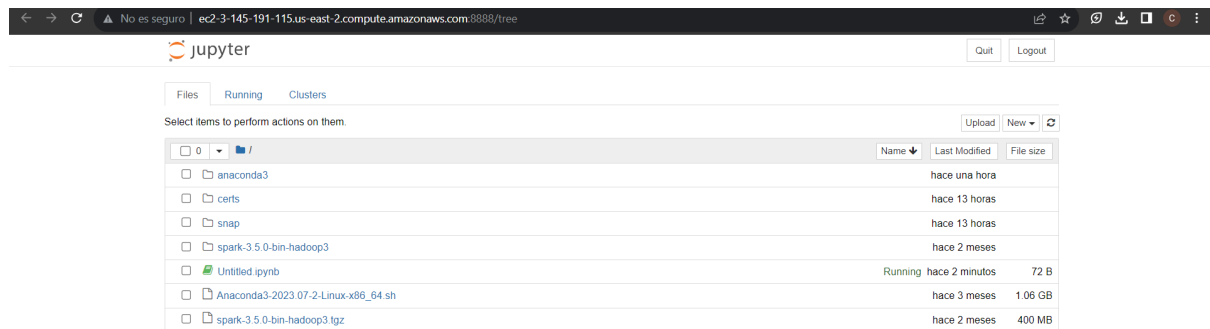 No es seguro | ec2-3-145-191-115.us-east-2.compute.amazonaws.com:8888/tree C
jupyter Quit Logout
Files Running Clusters
Select items to perform actions on them. Upload New
0 / Name Last Modified File size
anaconda3 hace una hora
certs hace 13 horas
snap hace 13 horas
spark-3.5.0-bin-hadoop3 hace 2 meses
Untitled.ipynb Running hace 2 minutos 72 B
Anaconda3-2023.07-2-Linux-x86_64.sh hace 3 meses 1.06 GB
spark-3.5.0-bin-hadoop3.tgz hace 2 meses 400 MB